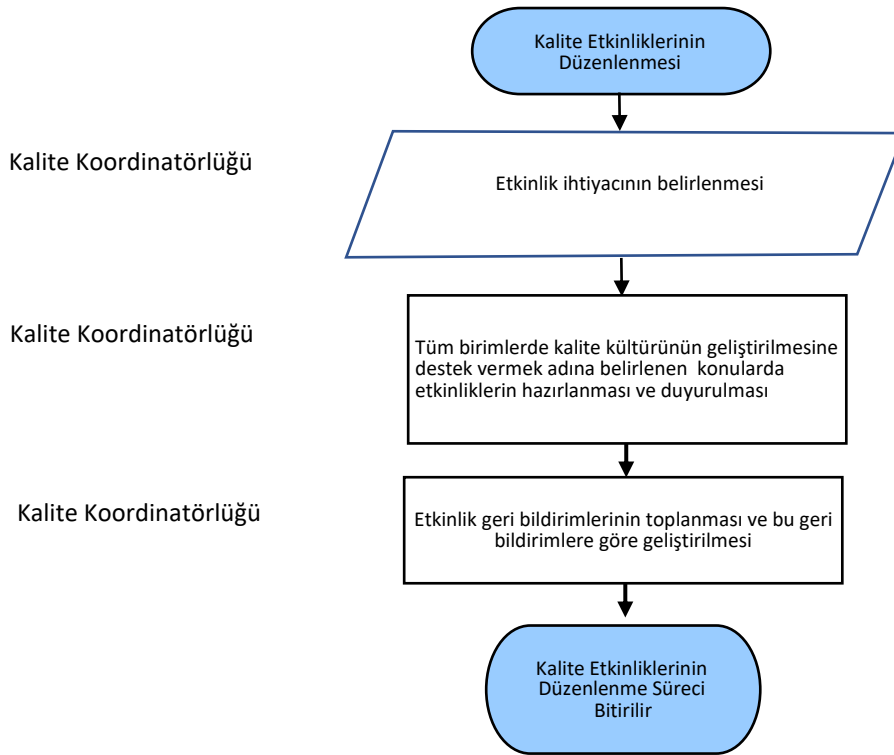 Kalite Etkinliklerinin
Düzenlenmesi
Kalite Koordinatörlüğü
Etkinlik ihtiyacının belirlenmesi
Kalite Koordinatörlüğü
Tüm birimlerde kalite kültürünün geliştirilmesine
destek vermek adına belirlenen konularda
etkinliklerin hazırlanması ve duyurulması
Kalite Koordinatörlüğü
Etkinlik geri bildirimlerinin toplanması ve bu geri
bildirimlere göre geliştirilmesi
Kalite Etkinliklerinin
Düzenlenme Süreci
Bitirilir